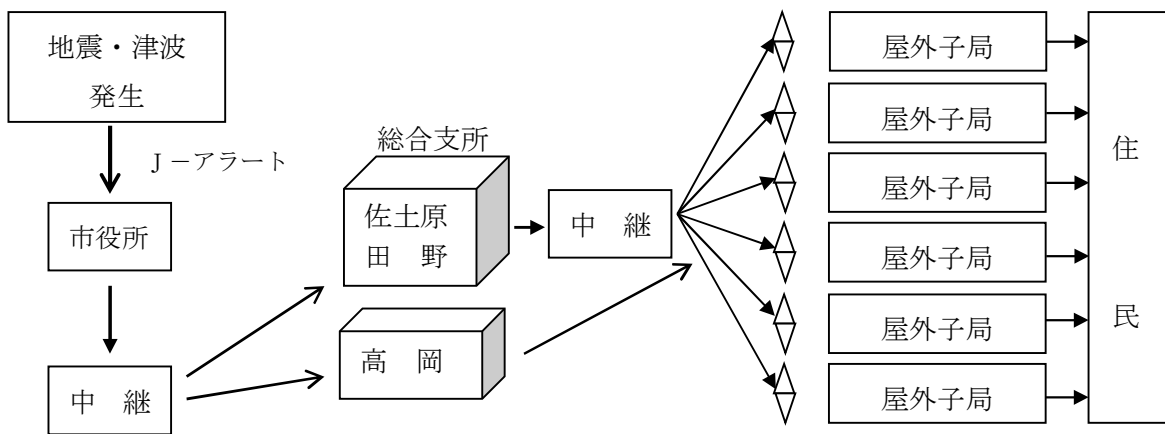 地震・津波
発生
J－アラート
市役所
中　継
総合支所
佐土原
田　野
高　岡
中　継
屋外子局
屋外子局
屋外子局
屋外子局
屋外子局
屋外子局
住
民